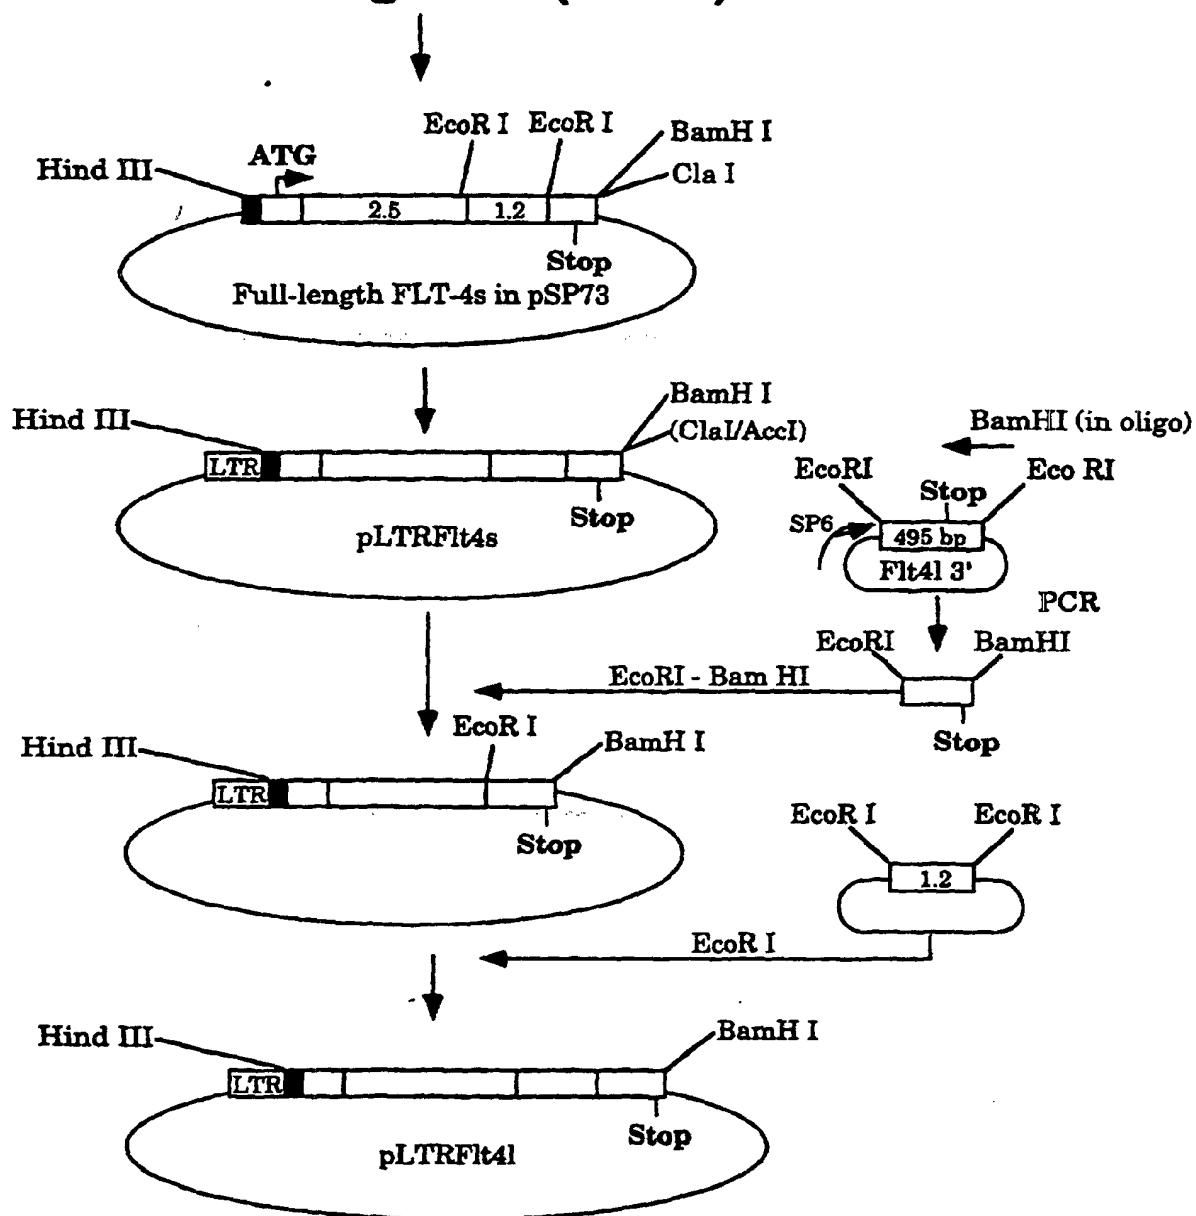 EcoR I EcoR I
BamH I
ATG
Hind III
Cla I
2.5
1.2
Stop
Full-length FLT-4s in pSP73
BamH I
Hind III
(ClaI/AccI)
LTR
Stop
pLTRFlt4s
BamHI (in oligo)
EcoRI
Eco RI
Stop
SP6
495 bp
Flt4l 3'
PCR
EcoRI
BamHI
EcoRI - Bam HI
Stop
EcoR I
Hind III
BamH I
LTR
Stop
EcoR I
EcoR I
1.2
EcoR I
Hind III
BamH I
LTR
Stop
pLTRFlt4l